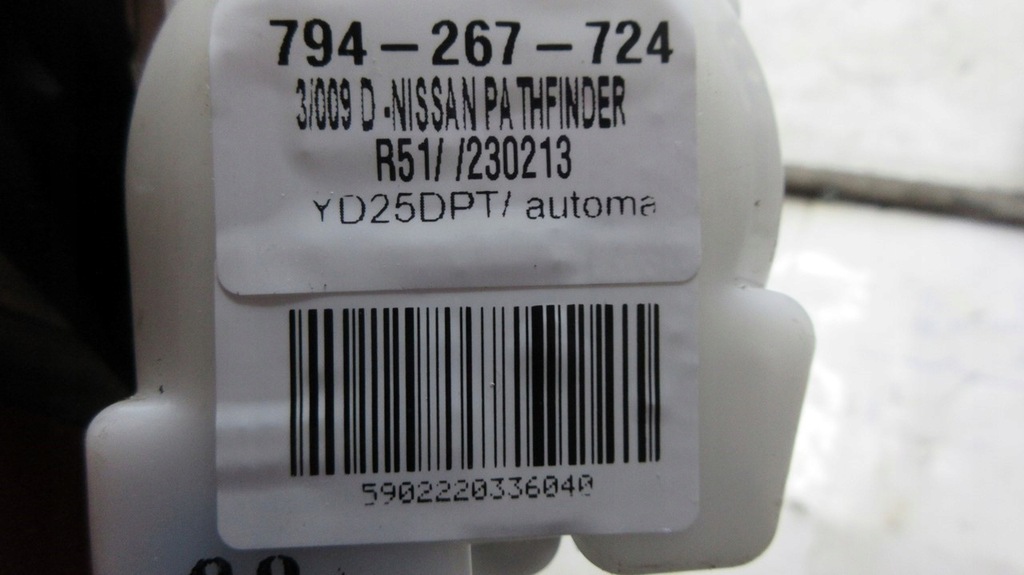 794-267-724
3/009 D -NISSAN PATHFINDER
R51/ /230213
YD25DPT/ automa
5902220336040